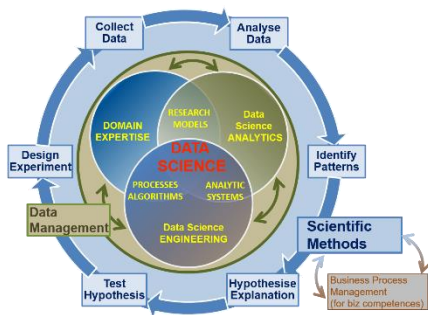 Collect
Data
Analyse
Data
RESEARCH
MODELS
DOMAIN
EXPERTISE
Data
Science
ANALYTICS
DATA
SCIENCE
Design
Experiment
Identify
Patterns
PROCESSES
ALGORITHMS
ANALYTIC
SYSTEMS
Data
Management
Data Science
ENGINEERING
Scientific
Methods
Test
Hypothesis
Hypothesise
Explanation
Business Process
Management
(for biz competences)